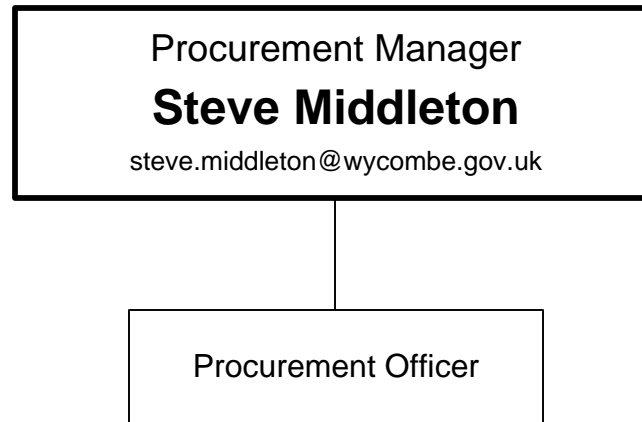 Procurement Manager
Steve Middleton
steve.middleton@wycombe.gov.uk
Procurement Officer